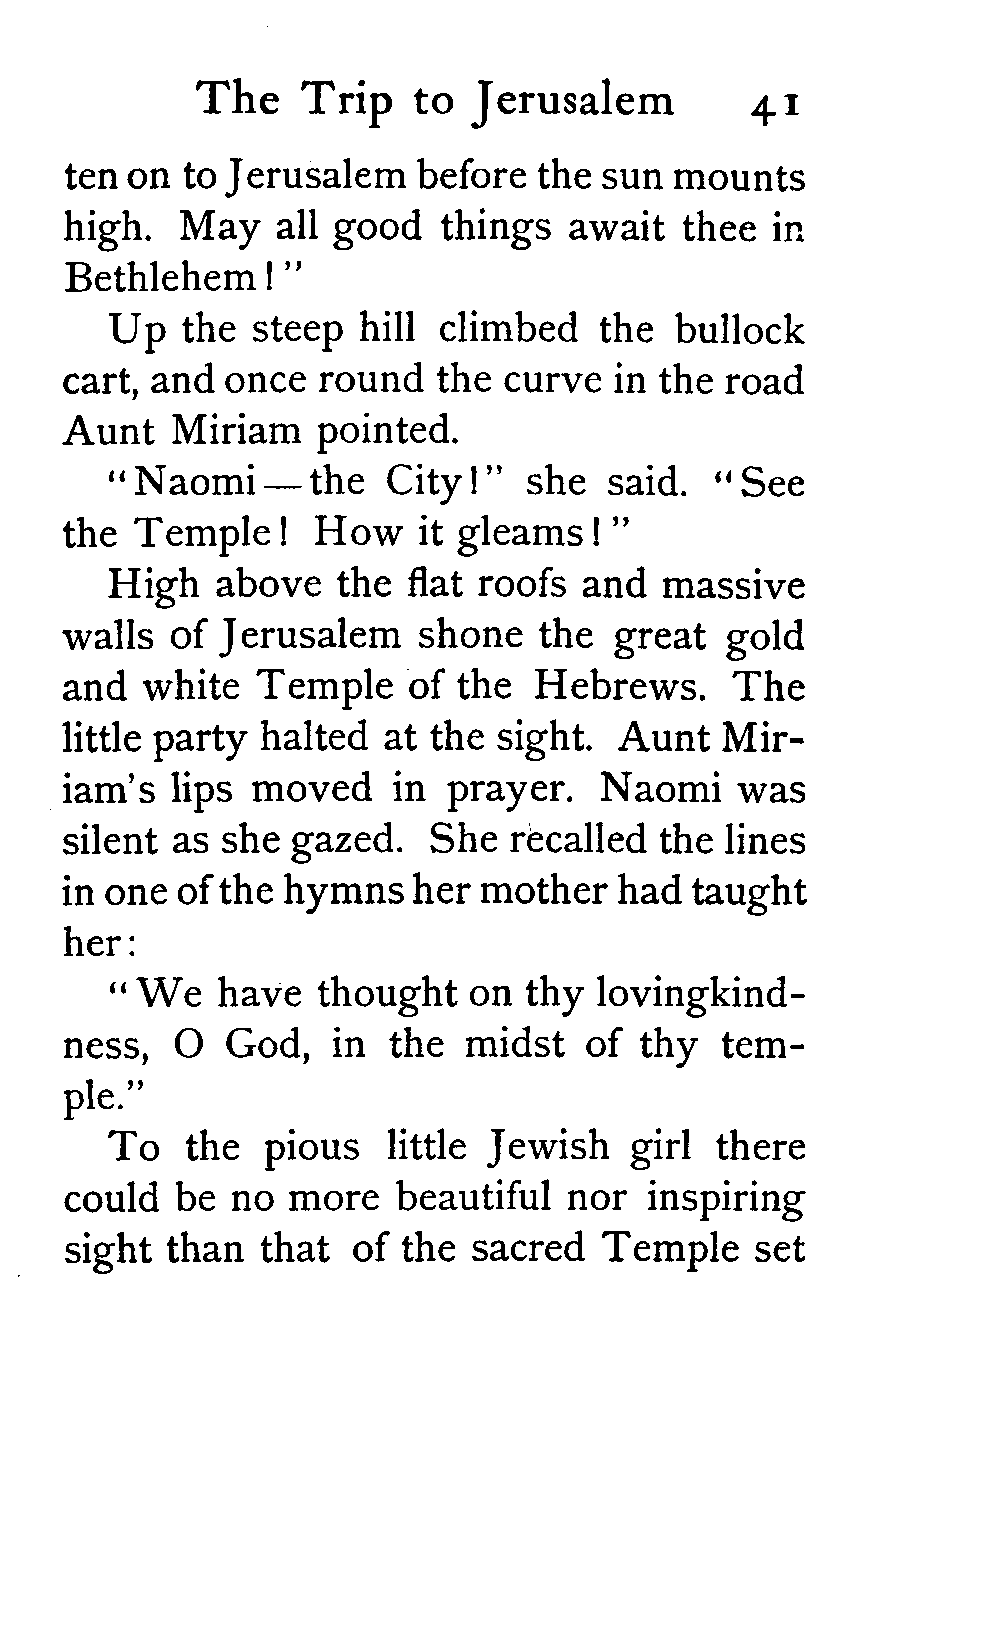 The Trip to Jerusalem 41
ten on to Jerusalem before the sun mounts
high. May all good things await thee in
Bethlehem!"
Up the steep hill climbed the bullock
cart, and once round the curve in the road
Aunt Miriam pointed.
"Naomi—the City!" she said. "See
the Temple! How it gleams!"
High above the flat roofs and massive
walls of Jerusalem shone the great gold
and white Temple of the Hebrews. The
little party halted at the sight. Aunt Mir-
iam's lips moved in prayer. Naomi was
silent as she gazed. She recalled the lines
in one of the hymns her mother had taught
her:
"We have thought on thy lovingkind-
ness, O God, in the midst of thy tem-
ple."
To the pious little Jewish girl there
could be no more beautiful nor inspiring
sight than that of the sacred Temple set